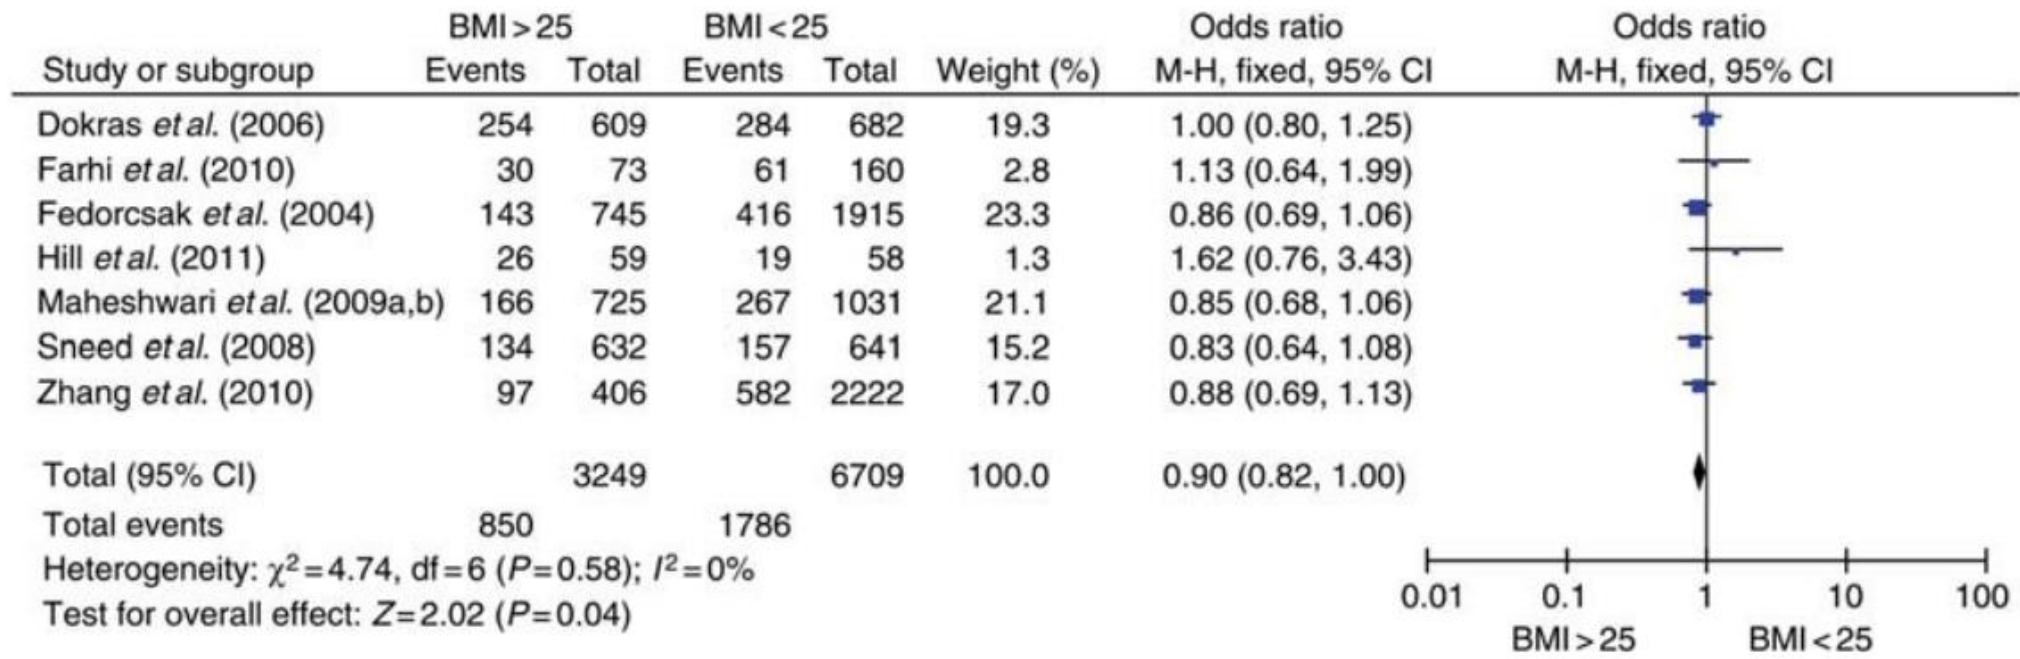 BMI>25 BMI<25 Odds ratio Odds ratio
Study or subgroup Events Total Events Total Weight (%) M-H, fixed, 95% CI M-H, fixed, 95% CI
Dokras et al. (2006) 254 609 284 682 19.3 1.00 (0.80, 1.25)
Farhi et al. (2010) 30 73 61 160 2.8 1.13 (0.64, 1.99)
Fedorcsak et al. (2004) 143 745 416 1915 23.3 0.86 (0.69, 1.06)
Hill et al. (2011) 26 59 19 58 1.3 1.62 (0.76, 3.43)
Maheshwari et al. (2009a,b) 166 725 267 1031 21.1 0.85 (0.68, 1.06)
Sneed et al. (2008) 134 632 157 641 15.2 0.83 (0.64, 1.08)
Zhang et al. (2010) 97 406 582 2222 17.0 0.88 (0.69, 1.13)
Total (95% CI) 3249 6709 100.0 0.90 (0.82, 1.00)
Total events 850 1786
Heterogeneity: χ²=4.74, df=6 (P=0.58); I²=0%
Test for overall effect: Z=2.02 (P=0.04)
0.01 0.1 1 10 100
BMI>25 BMI<25